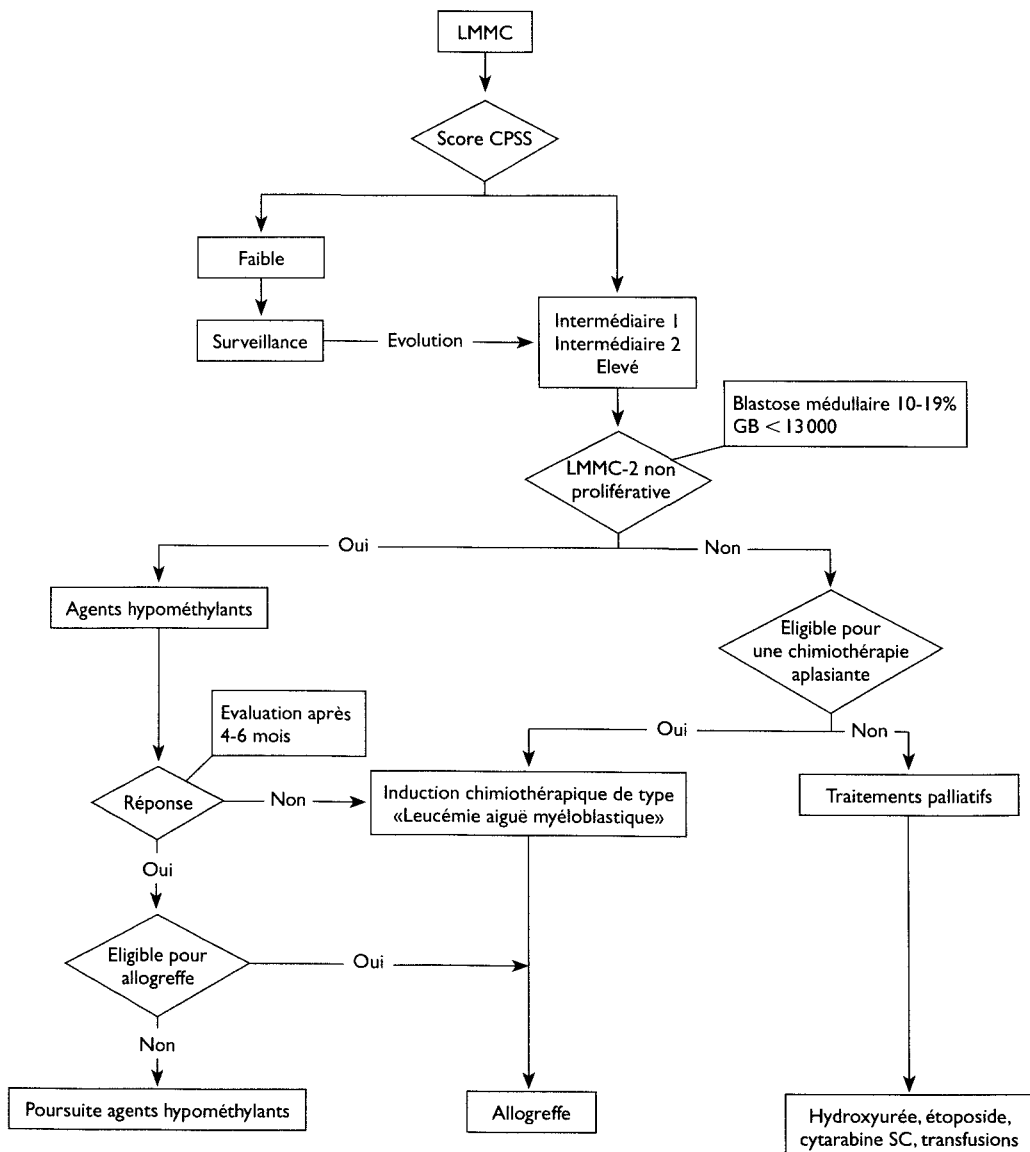 LMMC
Score CPSS
Faible
Surveillance
Evolution
Intermédiaire 1
Intermédiaire 2
Elevé
Blastose médullaire 10-19%
GB < 13 000
LMMC-2 non
proliférative
Oui
Non
Agents hypométhylants
Eligible pour
une chimiothérapie
aplasiante
Evaluation après
4-6 mois
Oui
Non
Réponse
Non
Induction chimiothérapique de type
«Leucémie aiguë myéloblastique»
Traitements palliatifs
Oui
Eligible pour
allogreffe
Oui
Non
Poursuite agents hypométhylants
Allogreffe
Hydroxyurée, étoposide,
cytarabine SC, transfusions